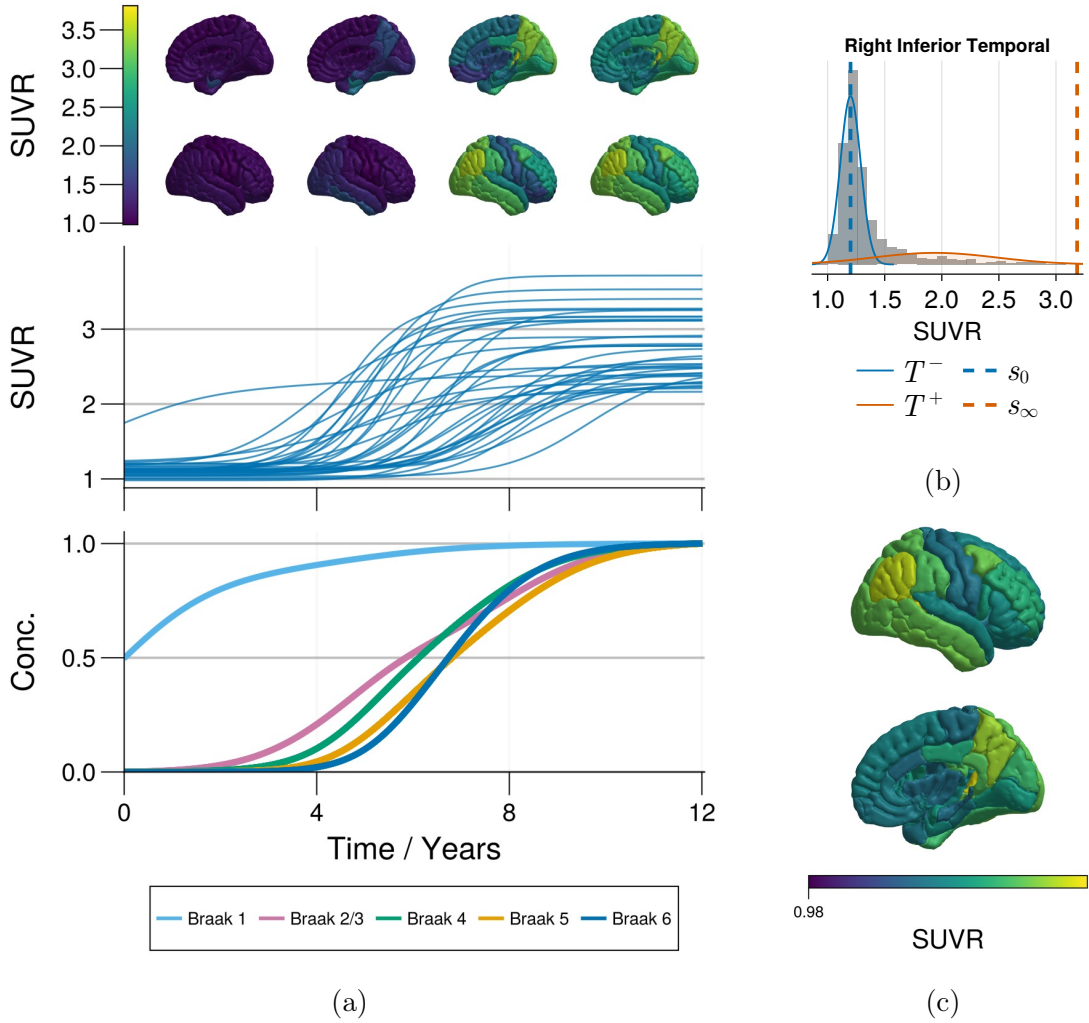 SUVR
3.5
3.0
2.5
2.0
1.5
1.0
SUVR
3
2
1
Conc.
1.0
0.5
0.0
0 4 8 12
Time / Years
Braak 1 Braak 2/3 Braak 4 Braak 5 Braak 6
(a)
Right Inferior Temporal
1.0 1.5 2.0 2.5 3.0
SUVR
T⁻ s₀
T⁺ s∞
(b)
0.98
SUVR
(c)